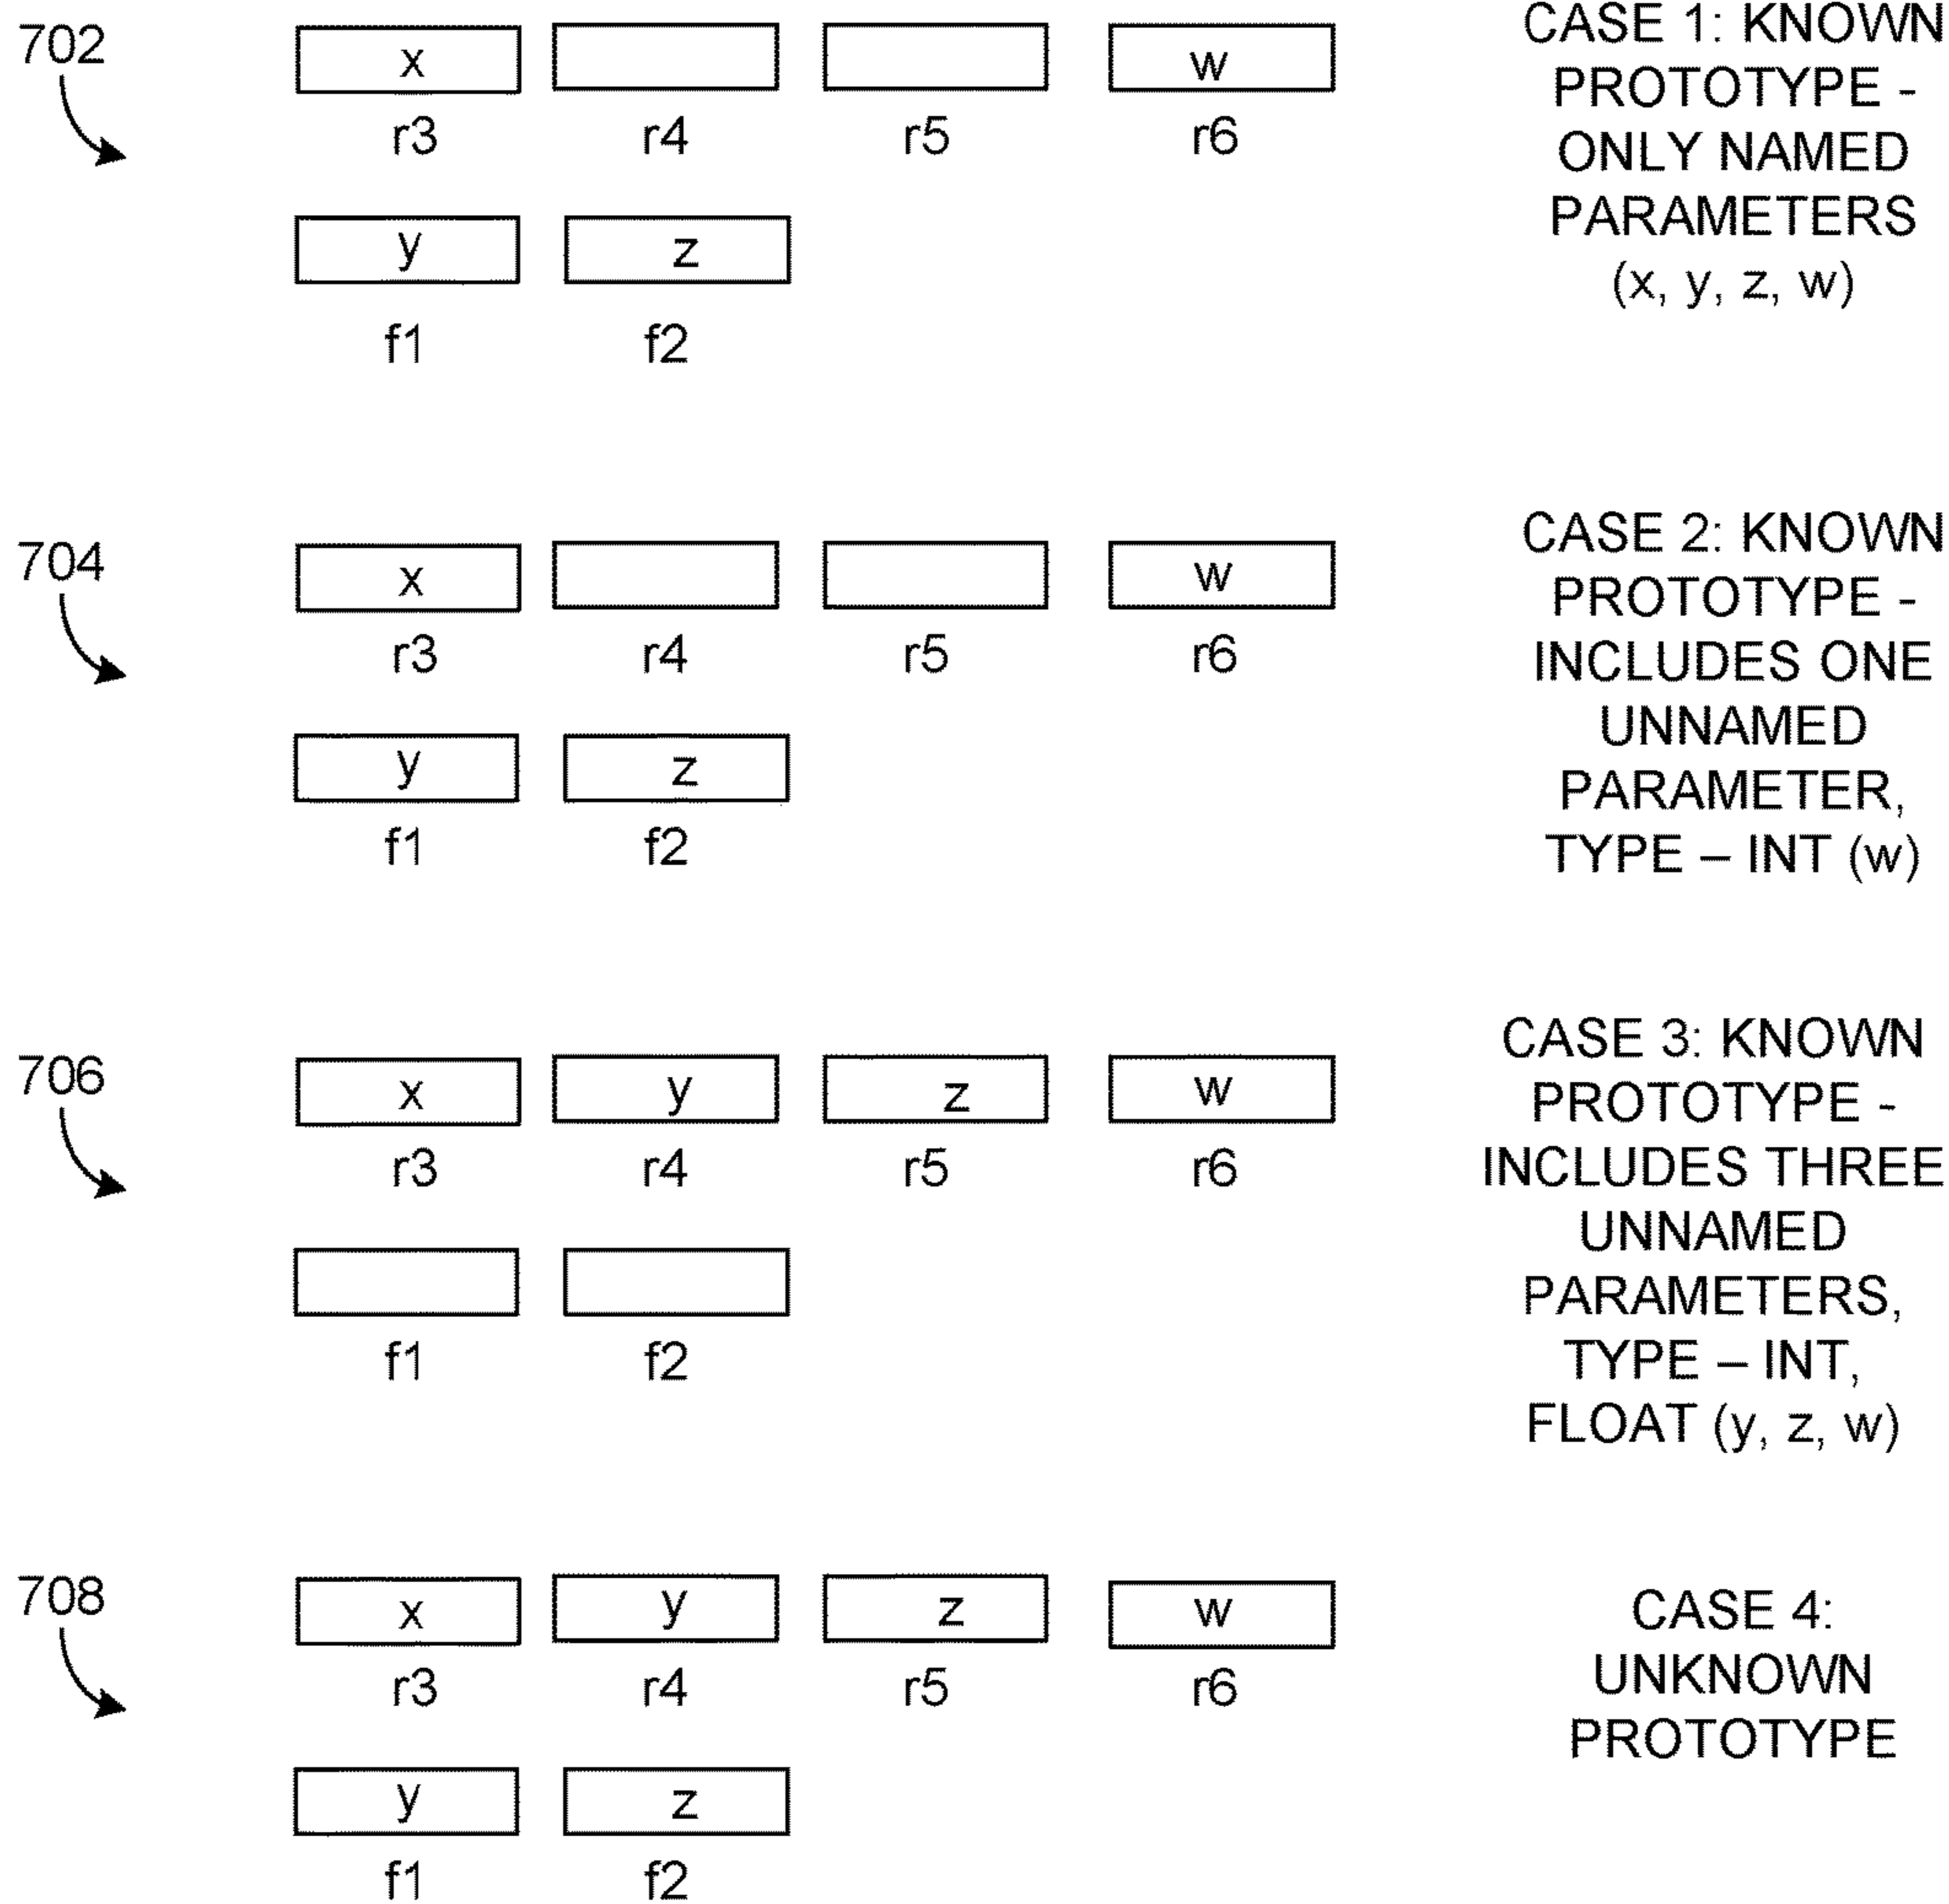 702
x
w
r3 r4 r5 r6
y z
f1 f2
CASE 1: KNOWN
PROTOTYPE -
ONLY NAMED
PARAMETERS
(x, y, z, w)
704
x
w
r3 r4 r5 r6
y z
f1 f2
CASE 2: KNOWN
PROTOTYPE -
INCLUDES ONE
UNNAMED
PARAMETER,
TYPE – INT (w)
706
x y z w
r3 r4 r5 r6
f1 f2
CASE 3: KNOWN
PROTOTYPE -
INCLUDES THREE
UNNAMED
PARAMETERS,
TYPE – INT,
FLOAT (y, z, w)
708
x y z w
r3 r4 r5 r6
y z
f1 f2
CASE 4:
UNKNOWN
PROTOTYPE